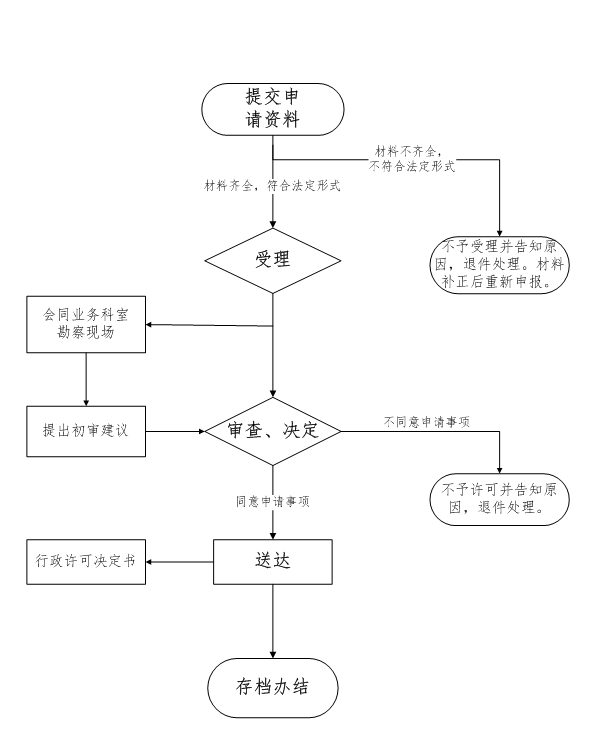 提交申
请资料
材料不齐全，
不符合法定形式
材料齐全，符合法定形式
不予受理并告知原
因，退件处理。材料
补正后重新申报。
受理
会同业务科室
勘察现场
提出初审建议
审查、决定
不同意申请事项
不予许可并告知原
因，退件处理。
同意申请事项
行政许可决定书
送达
存档办结